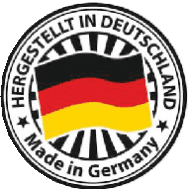 HERGESTELLT IN DEUTSCHLAND
Made in Germany